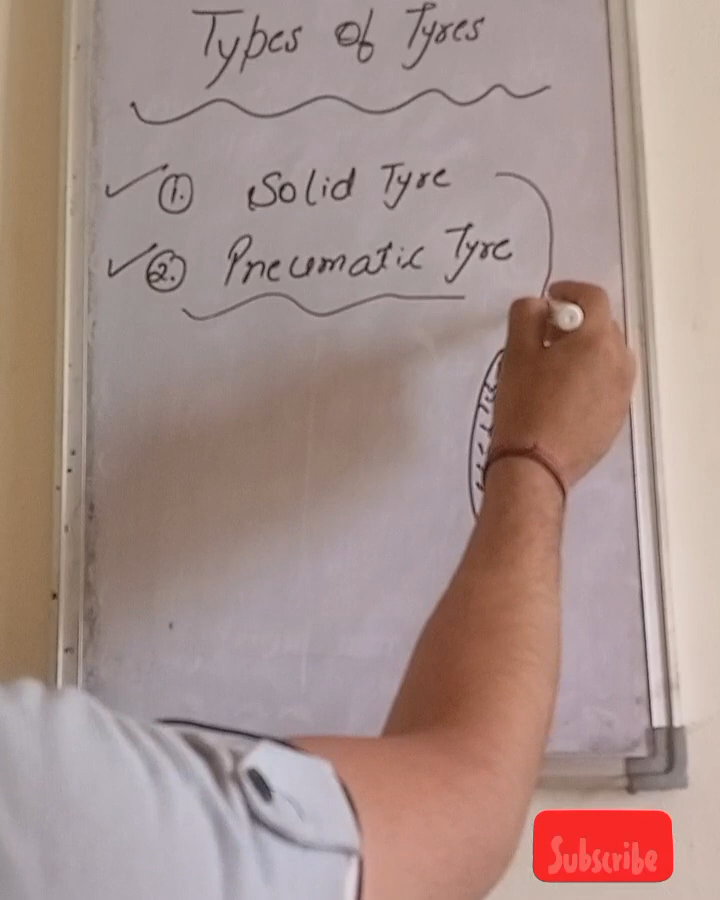 Types of Tyres
1. Solid Tyre
2. Pneumatic Tyre
Subscribe